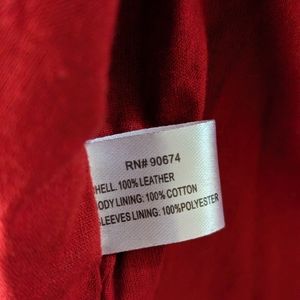 RN# 90674
HELL. 100% LEATHER
ODY LINING: 100% COTTON
LEEVES LINING: 100%POLYESTER